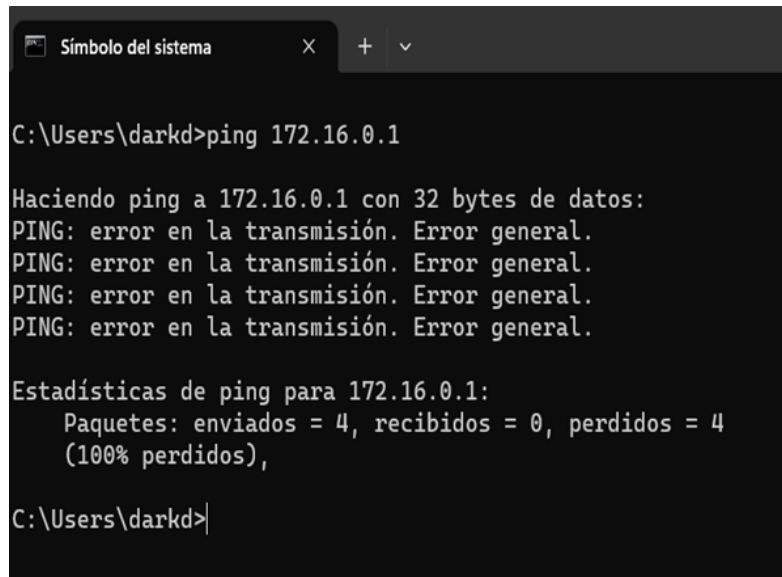 Símbolo del sistema
C:\Users\darkd>ping 172.16.0.1
Haciendo ping a 172.16.0.1 con 32 bytes de datos:
PING: error en la transmisión. Error general.
PING: error en la transmisión. Error general.
PING: error en la transmisión. Error general.
PING: error en la transmisión. Error general.
Estadísticas de ping para 172.16.0.1:
Paquetes: enviados = 4, recibidos = 0, perdidos = 4
(100% perdidos),
C:\Users\darkd>